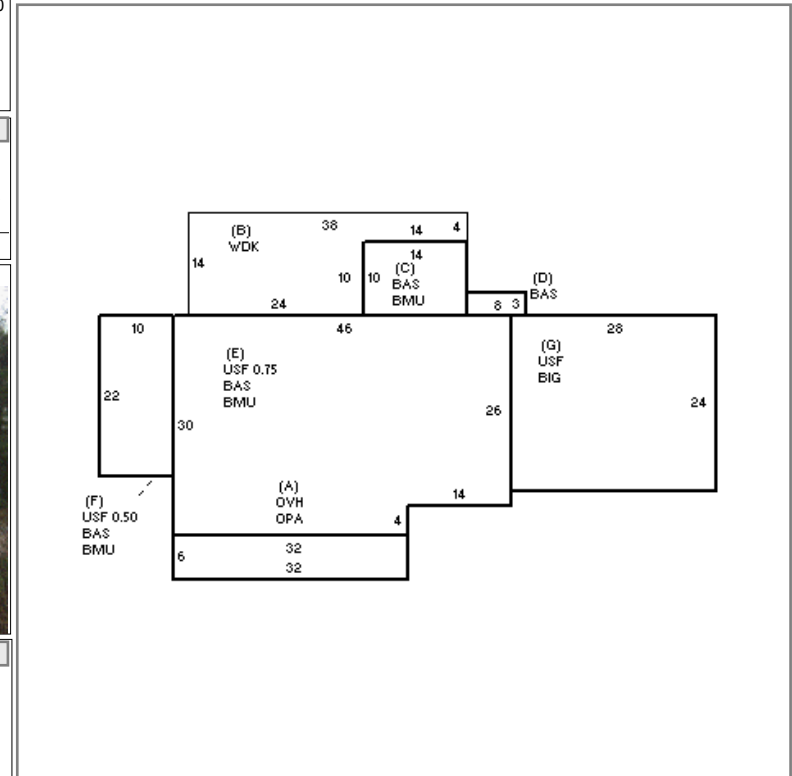 38
14 4
(B)
WDK
14
14
(C)
BAS
BMU
10 10
(D)
BAS
24
8 3
10
46
28
(E)
USF 0.75
BAS
BMU
(G)
USF
BIG
22
30
26
24
(A)
OVH
OPA
14
4
(F)
USF 0.50
BAS
BMU
6
32
32